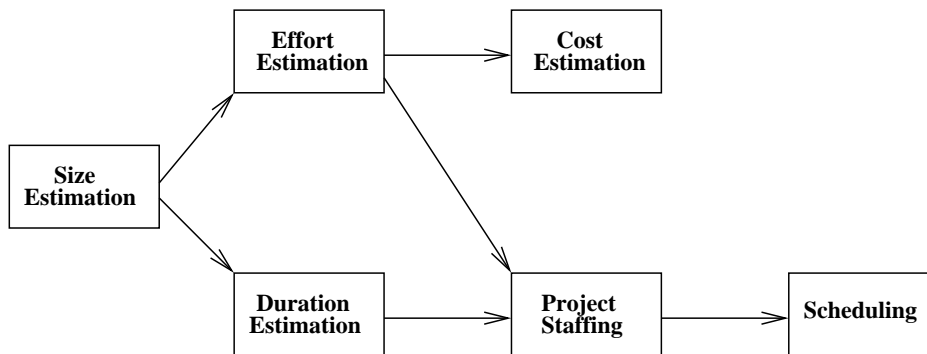 Effort
Estimation
Cost
Estimation
Size
Estimation
Duration
Estimation
Project
Staffing
Scheduling